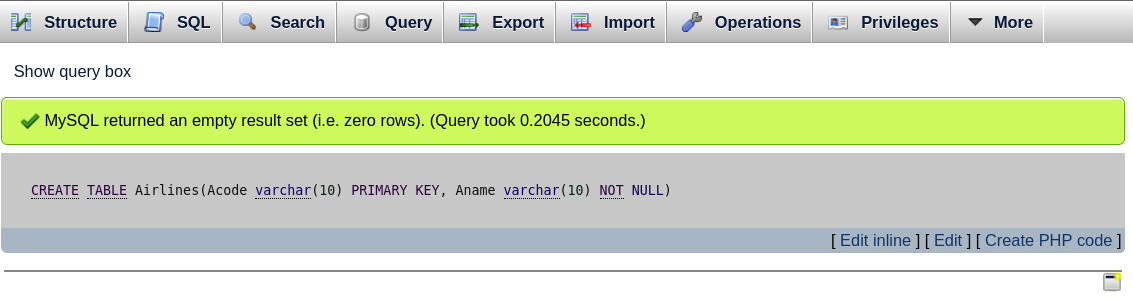 Structure SQL Search Query Export Import Operations Privileges More
Show query box
MySQL returned an empty result set (i.e. zero rows). (Query took 0.2045 seconds.)
CREATE TABLE Airlines(Acode varchar(10) PRIMARY KEY, Aname varchar(10) NOT NULL)
[ Edit inline ] [ Edit ] [ Create PHP code ]